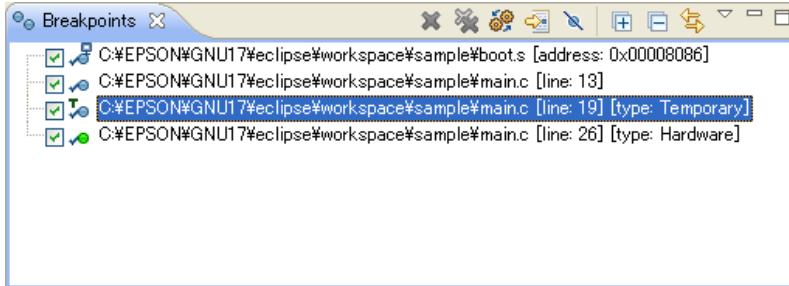 Breakpoints
C:¥EPSON¥GNU17¥eclipse¥workspace¥sample¥boot.s [address: 0x00008086]
C:¥EPSON¥GNU17¥eclipse¥workspace¥sample¥main.c [line: 13]
C:¥EPSON¥GNU17¥eclipse¥workspace¥sample¥main.c [line: 19] [type: Temporary]
C:¥EPSON¥GNU17¥eclipse¥workspace¥sample¥main.c [line: 26] [type: Hardware]